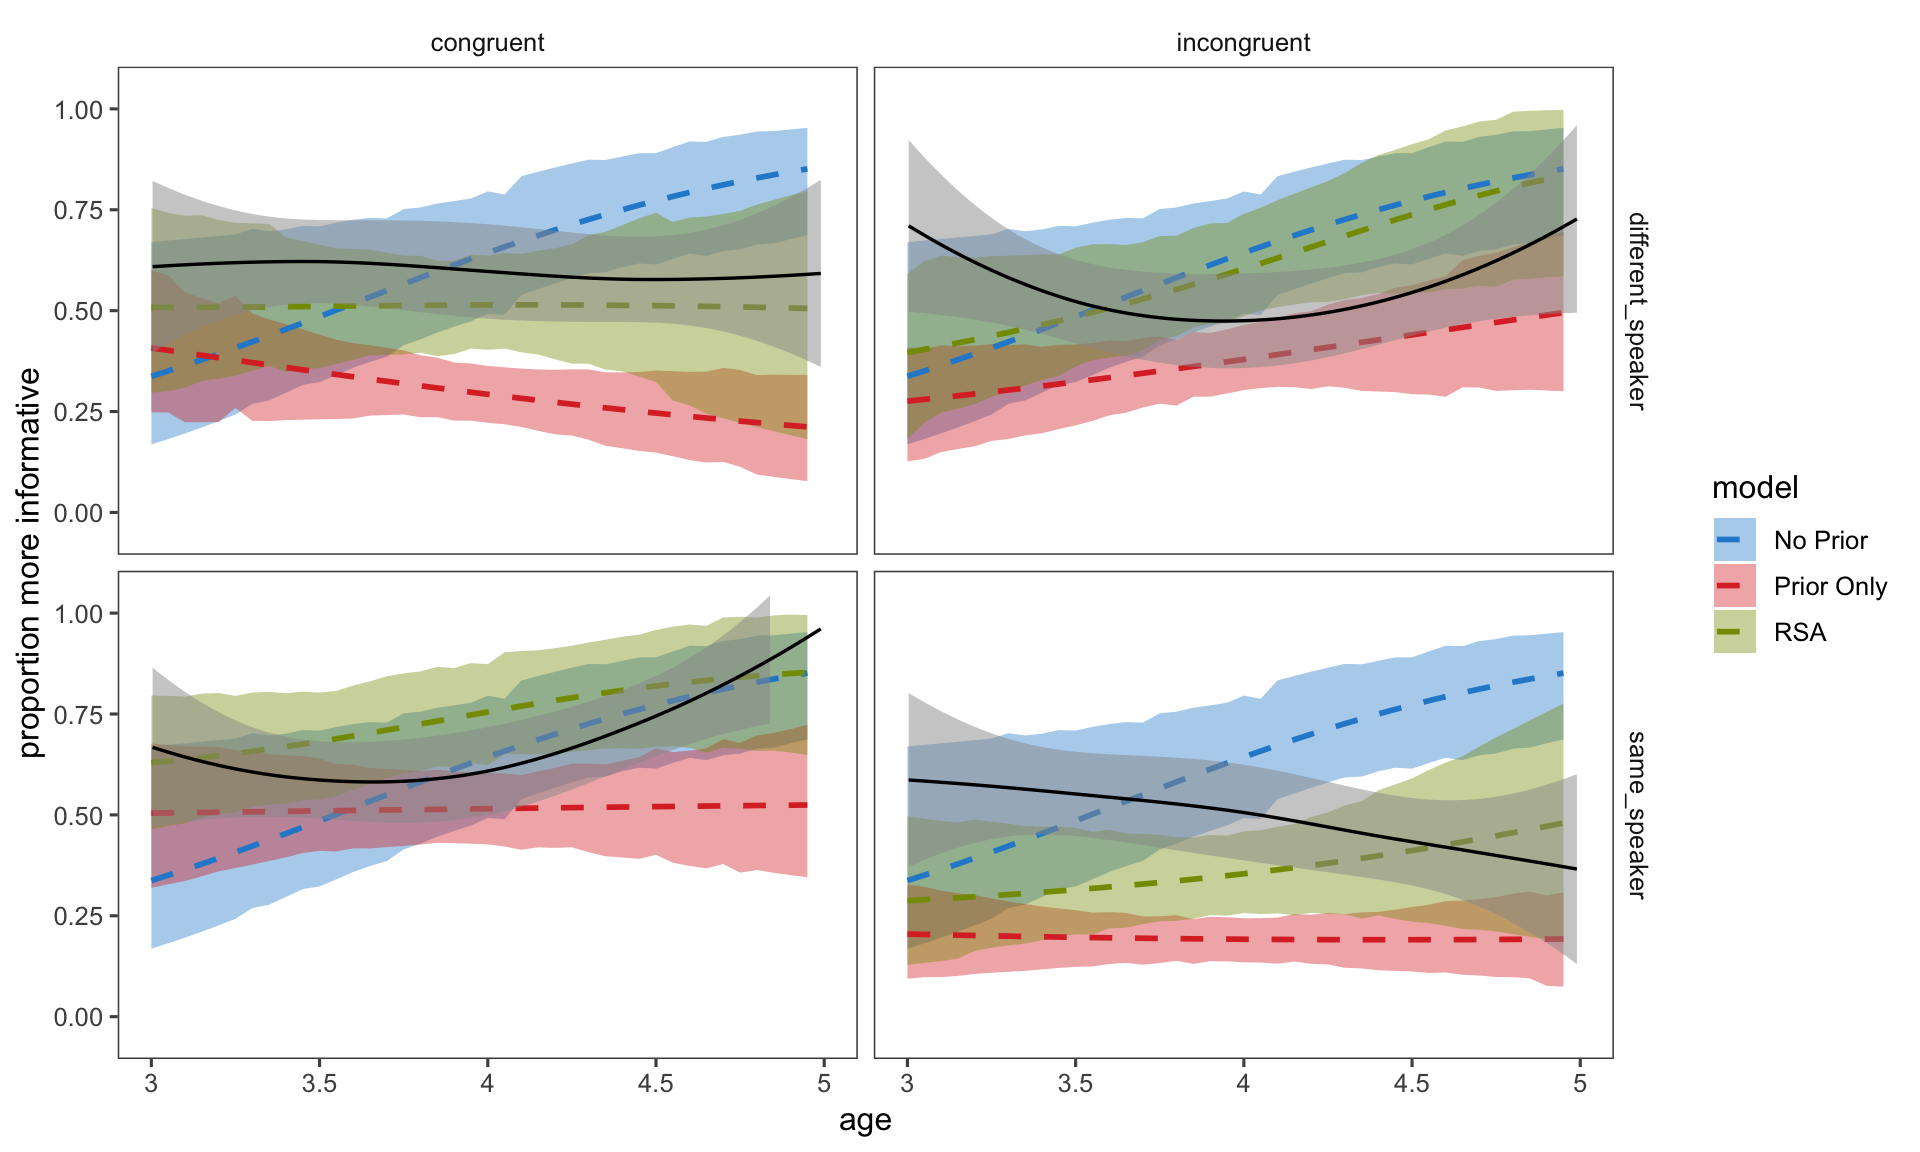 congruent
incongruent
1.00
0.75
0.50
0.25
0.00
different_speaker
1.00
0.75
0.50
0.25
0.00
same_speaker
3
3.5
4
4.5
5
3
3.5
4
4.5
5
age
proportion more informative
model
No Prior
Prior Only
RSA